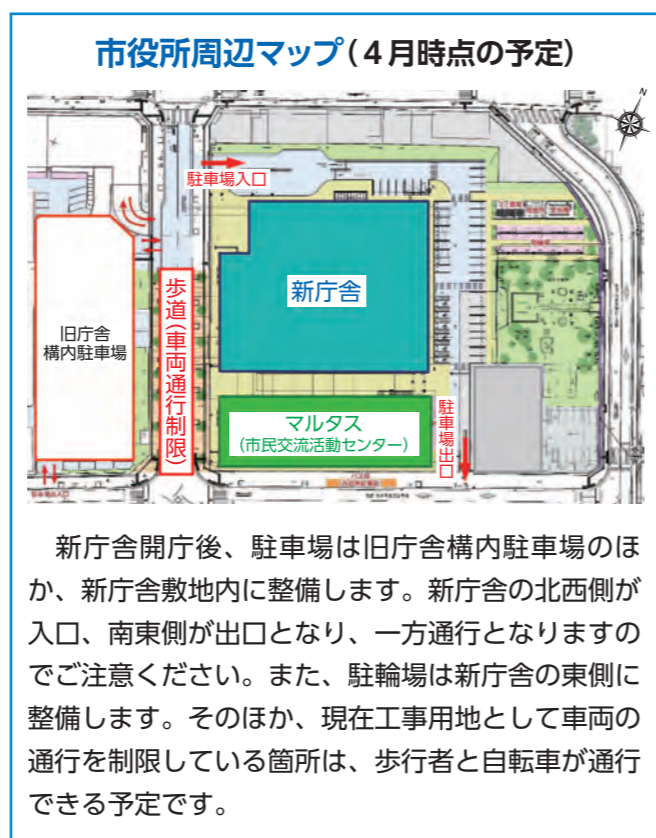 市役所周辺マップ(4月時点の予定)
N
駐車場入口
新庁舎
旧庁舎
構内駐車場
歩道(車両通行制限)
マルタス
(市民交流活動センター)
駐車場出口
新庁舎開庁後、駐車場は旧庁舎構内駐車場のほ
か、新庁舎敷地内に整備します。新庁舎の北西側が
入口、南東側が出口となり、一方通行となりますの
でご注意ください。また、駐輪場は新庁舎の東側に
整備します。そのほか、現在工事用地として車両の
通行を制限している箇所は、歩行者と自転車が通行
できる予定です。